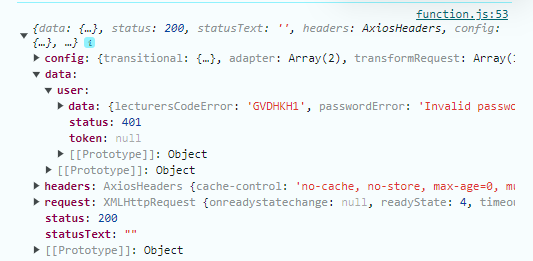 function.js:53
{data: {…}, status: 200, statusText: '', headers: AxiosHeaders, config:
{…}, …} i
config: {transitional: {…}, adapter: Array(2), transformRequest: Array(
data:
user:
data: {lecturersCodeError: 'GVDHKH1', passwordError: 'Invalid passwo
status: 401
token: null
[[Prototype]]: Object
[[Prototype]]: Object
headers: AxiosHeaders {cache-control: 'no-cache, no-store, max-age=0, mu
request: XMLHttpRequest {onreadystatechange: null, readyState: 4, timeou
status: 200
statusText: ""
[[Prototype]]: Object